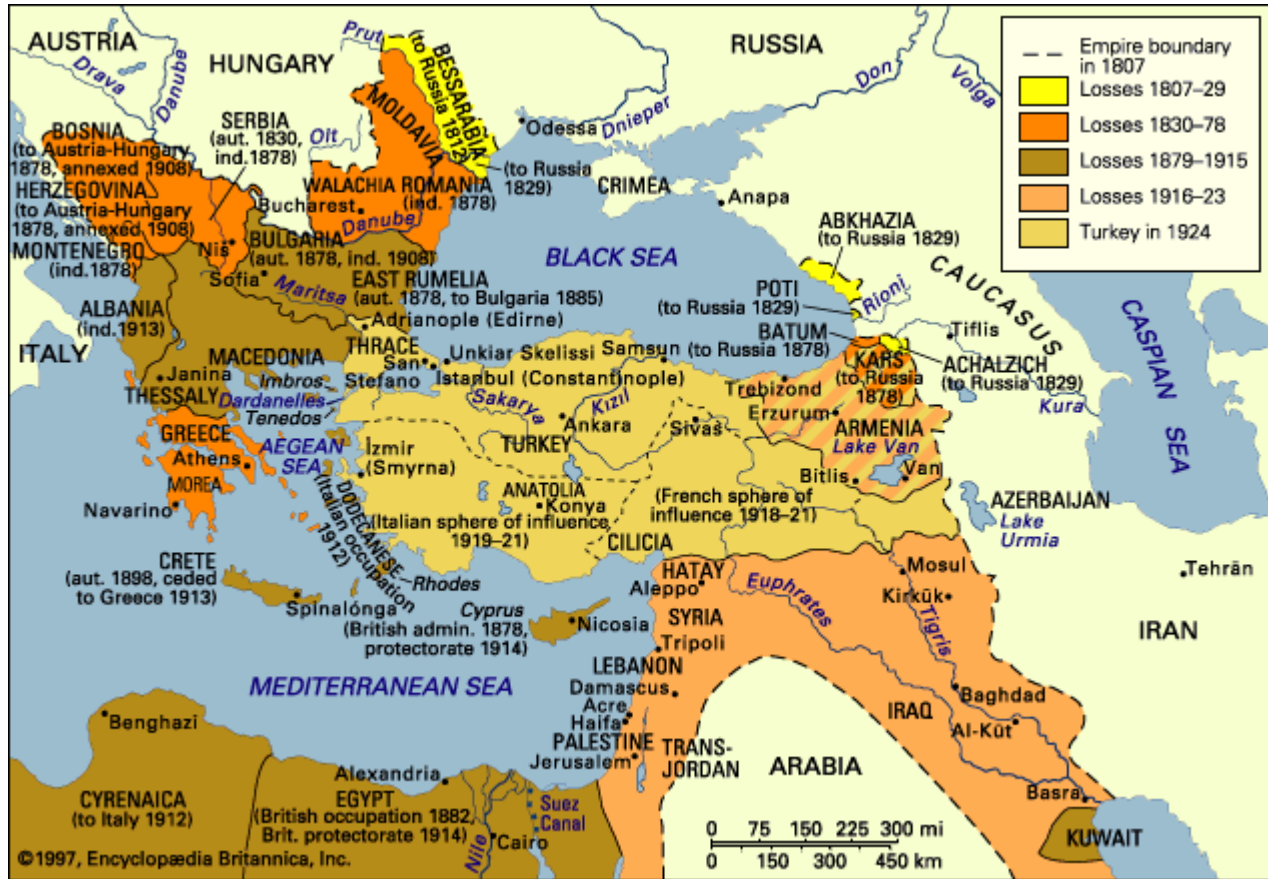 AUSTRIA
Drava
Danube
HUNGARY
Prut
BESSARABIA
(to Russia 1812)
MOLDAVIA
Olt
RUSSIA
Don
Volga
Odessa
Dnieper
(to Russia
1829)
CRIMEA
Anapa
Empire boundary
in 1807
Losses 1807–29
Losses 1830–78
Losses 1879–1915
Losses 1916–23
Turkey in 1924
BOSNIA
(to Austria-Hungary
1878, annexed 1908)
HERZEGOVINA
(to Austria-Hungary
1878, annexed 1908)
MONTENEGRO
(ind. 1878)
SERBIA
(aut. 1830,
ind. 1878)
WALACHIA
ROMANIA
(ind. 1878)
Bucharest
Danube
Niš
BULGARIA
(aut. 1878, ind. 1908)
Sofia
Maritsa
EAST RUMELIA
(aut. 1878, to Bulgaria 1885)
Adrianople (Edirne)
BLACK SEA
ABKHAZIA
(to Russia 1829)
POTI
(to Russia 1829)
Rioni
CAUCASUS
BATUM
(to Russia 1878)
Tiflis
KARS
(to Russia
1878)
ACHALZICH
(to Russia 1829)
Kura
CASPIAN SEA
ITALY
ALBANIA
(ind. 1913)
MACEDONIA
THRACE
San
Stefano
Unkiar Skelissi
İstanbul (Constantinople)
Samsun
Trebizond
Janina
THESSALY
Imbros
Dardanelles
Tenedos
Sakarya
Kızıl
Ankara
Sivas
Erzurum
ARMENIA
Lake Van
Van
Bitlis
GREECE
Athens
MOREA
Navarino
AEGEAN
SEA
İzmir
(Smyrna)
TURKEY
ANATOLIA
Konya
(Italian sphere of influence
1919–21)
(French sphere of
influence 1918–21)
CILICIA
AZERBAIJAN
Lake
Urmia
Tehrān
IRAN
DODECANESE
(Italian occupation
1912)
Rhodes
CRETE
(aut. 1898, ceded
to Greece 1913)
Spinalónga
Cyprus
(British admin. 1878,
protectorate 1914)
Nicosia
HATAY
Aleppo
SYRIA
Tripoli
LEBANON
Damascus
Acre
Haifa
PALESTINE
Jerusalem
TRANS-
JORDAN
Euphrates
Tigris
Mosul
Kirkūk
Baghdad
IRAQ
Al-Kūt
Basra
KUWAIT
ARABIA
MEDITERRANEAN SEA
Benghazi
CYRENAICA
(to Italy 1912)
Alexandria
EGYPT
(British occupation 1882,
Brit. protectorate 1914)
Nile
Cairo
Suez
Canal
0 75 150 225 300 mi
0 150 300 450 km
©1997, Encyclopædia Britannica, Inc.